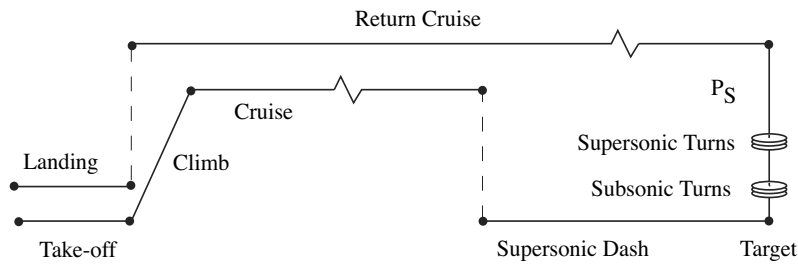 Return Cruise
Cruise
P_S
Supersonic Turns
Landing
Climb
Subsonic Turns
Take-off
Supersonic Dash
Target